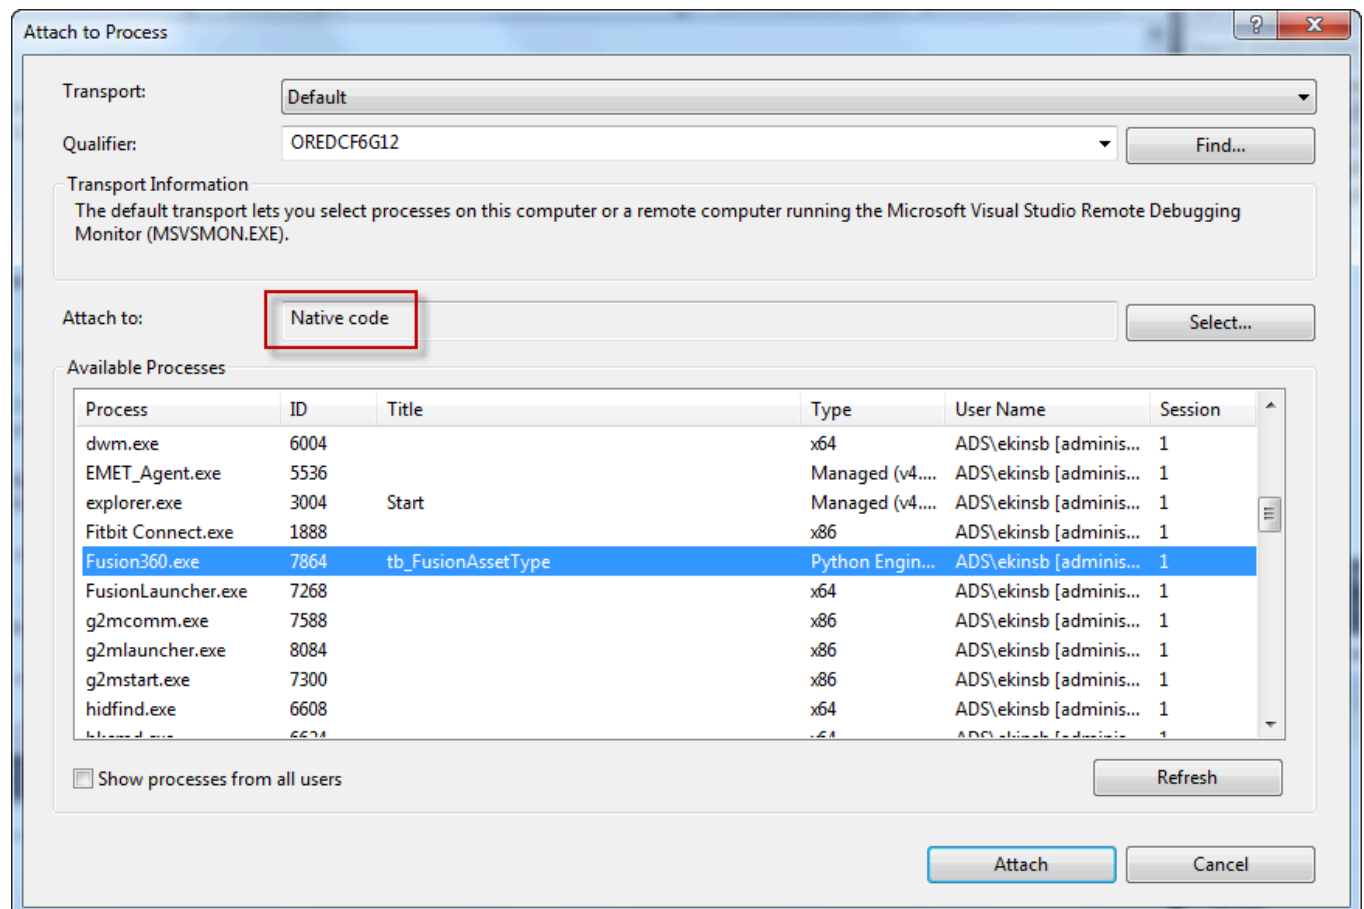 Attach to Process
Transport: Default
Qualifier: OREDCF6G12 Find...
Transport Information
The default transport lets you select processes on this computer or a remote computer running the Microsoft Visual Studio Remote Debugging
Monitor (MSVSMON.EXE).
Attach to: Native code Select...
Available Processes
Process ID Title Type User Name Session
dwm.exe 6004 x64 ADS\ekinsb [adminis... 1
EMET_Agent.exe 5536 Managed (v4.... ADS\ekinsb [adminis... 1
explorer.exe 3004 Start Managed (v4.... ADS\ekinsb [adminis... 1
Fitbit Connect.exe 1888 x86 ADS\ekinsb [adminis... 1
Fusion360.exe 7864 tb_FusionAssetType Python Engin... ADS\ekinsb [adminis... 1
FusionLauncher.exe 7268 x64 ADS\ekinsb [adminis... 1
g2mcomm.exe 7588 x86 ADS\ekinsb [adminis... 1
g2mlauncher.exe 8084 x86 ADS\ekinsb [adminis... 1
g2mstart.exe 7300 x86 ADS\ekinsb [adminis... 1
hidfind.exe 6608 x64 ADS\ekinsb [adminis... 1
Show processes from all users Refresh
Attach Cancel